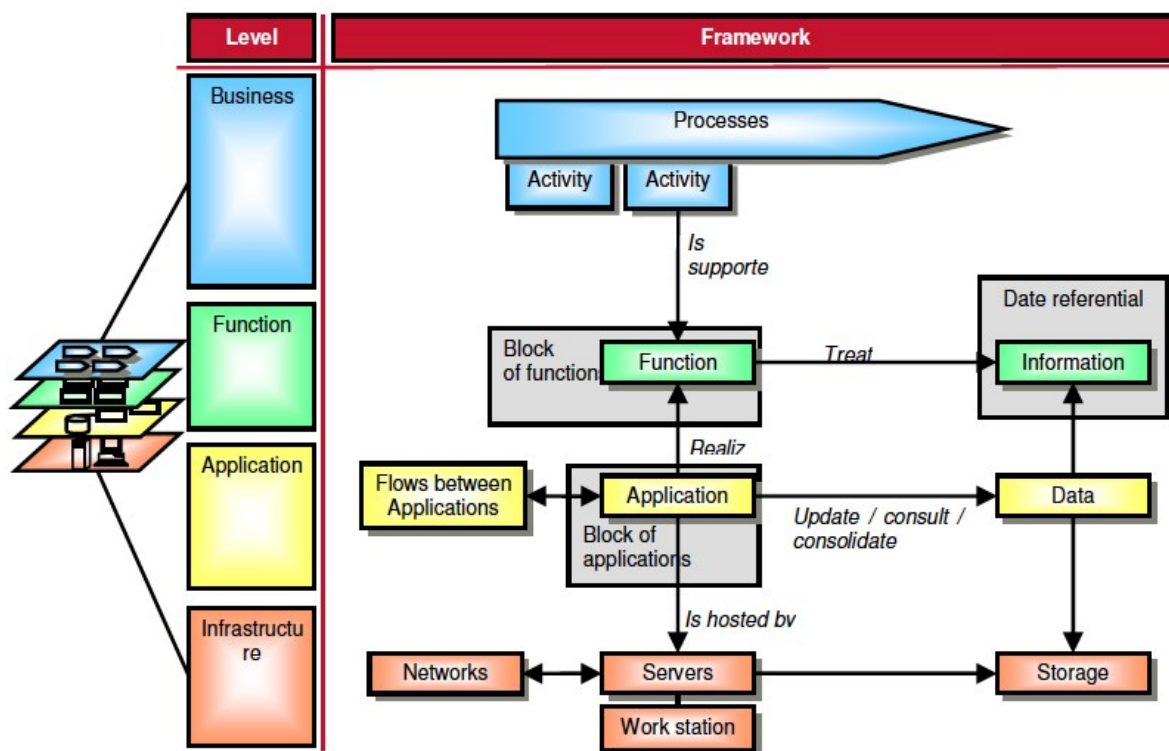 Level
Framework
Business
Processes
Activity
Activity
Is
supporte
Function
Date referential
Block
of functions
Function
Treat
Information
Realiz
Application
Flows between
Applications
Application
Data
Update / consult /
consolidate
Block of
applications
Is hosted by
Infrastructu
re
Networks
Servers
Storage
Work station